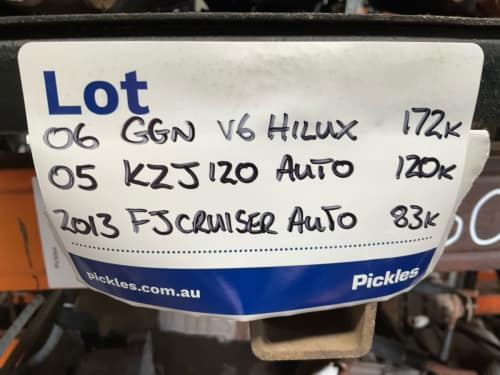 Lot
06 GGN V6 HILUX 172K
05 KZJ120 AUTO 120K
2013 FJCRUISER AUTO 83K
pickles.com.au Pickles